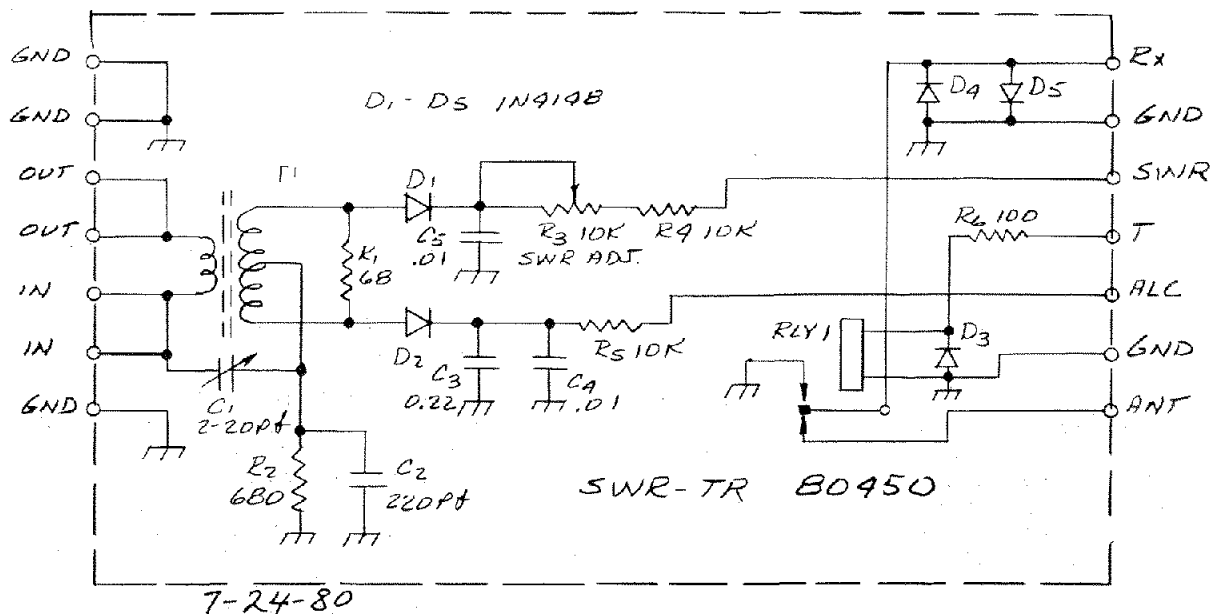 GND
GND
OUT
OUT
IN
IN
GND
D1-D5 1N4148
T1
D1
C5
.01
R3 10K
SWR ADJ.
R4 10K
R1
68
D2
C3
0.22
C4
.01
R5 10K
C1
2-20Pf
R2
680
C2
220Pf
D4
D5
R6 100
RLY1
D3
Rx
GND
SWR
T
ALC
GND
ANT
SWR-TR 80450
7-24-80